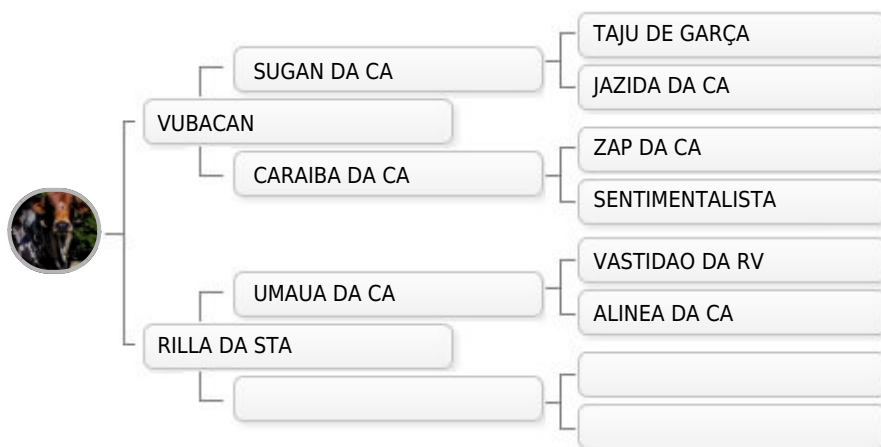 TAJU DE GARÇA
SUGAN DA CA
JAZIDA DA CA
VUBACAN
ZAP DA CA
CARAIBA DA CA
SENTIMENTALISTA
VASTIDAO DA RV
UMAUA DA CA
ALINEA DA CA
RILLA DA STA